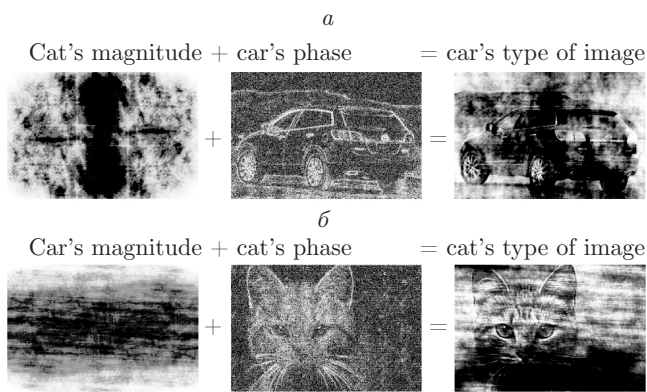 а
Cat's magnitude + car's phase = car's type of image
+ =
б
Car's magnitude + cat's phase = cat's type of image
+ =